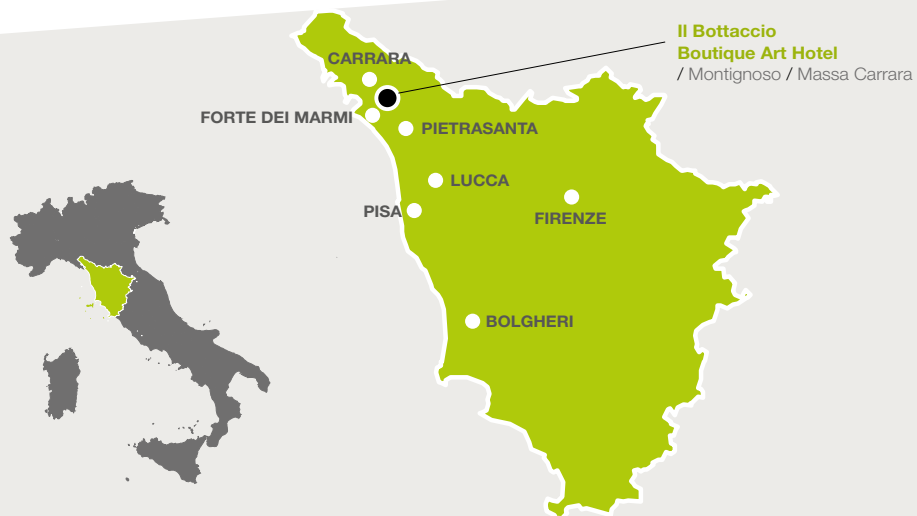 Il Bottaccio
Boutique Art Hotel
/ Montignoso / Massa Carrara
CARRARA
FORTE DEI MARMI
PIETRASANTA
LUCCA
PISA
FIRENZE
BOLGHERI